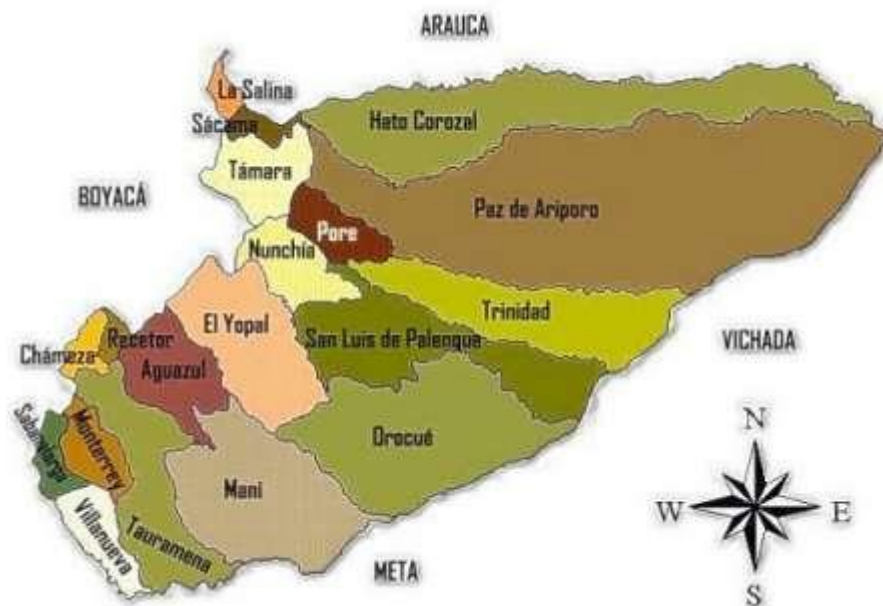 ARAUCA
La Salina
Hato Corozal
Sácama
Támara
BOYACÁ
Paz de Ariporo
Pore
Nunchía
Trinidad
El Yopal
Recetor
San Luis de Palenque
VICHADA
Chámeza
Aguazul
Sabanalarga
Monterrey
Orocué
N
Maní
W
E
Villanueva
Tauramena
META
S